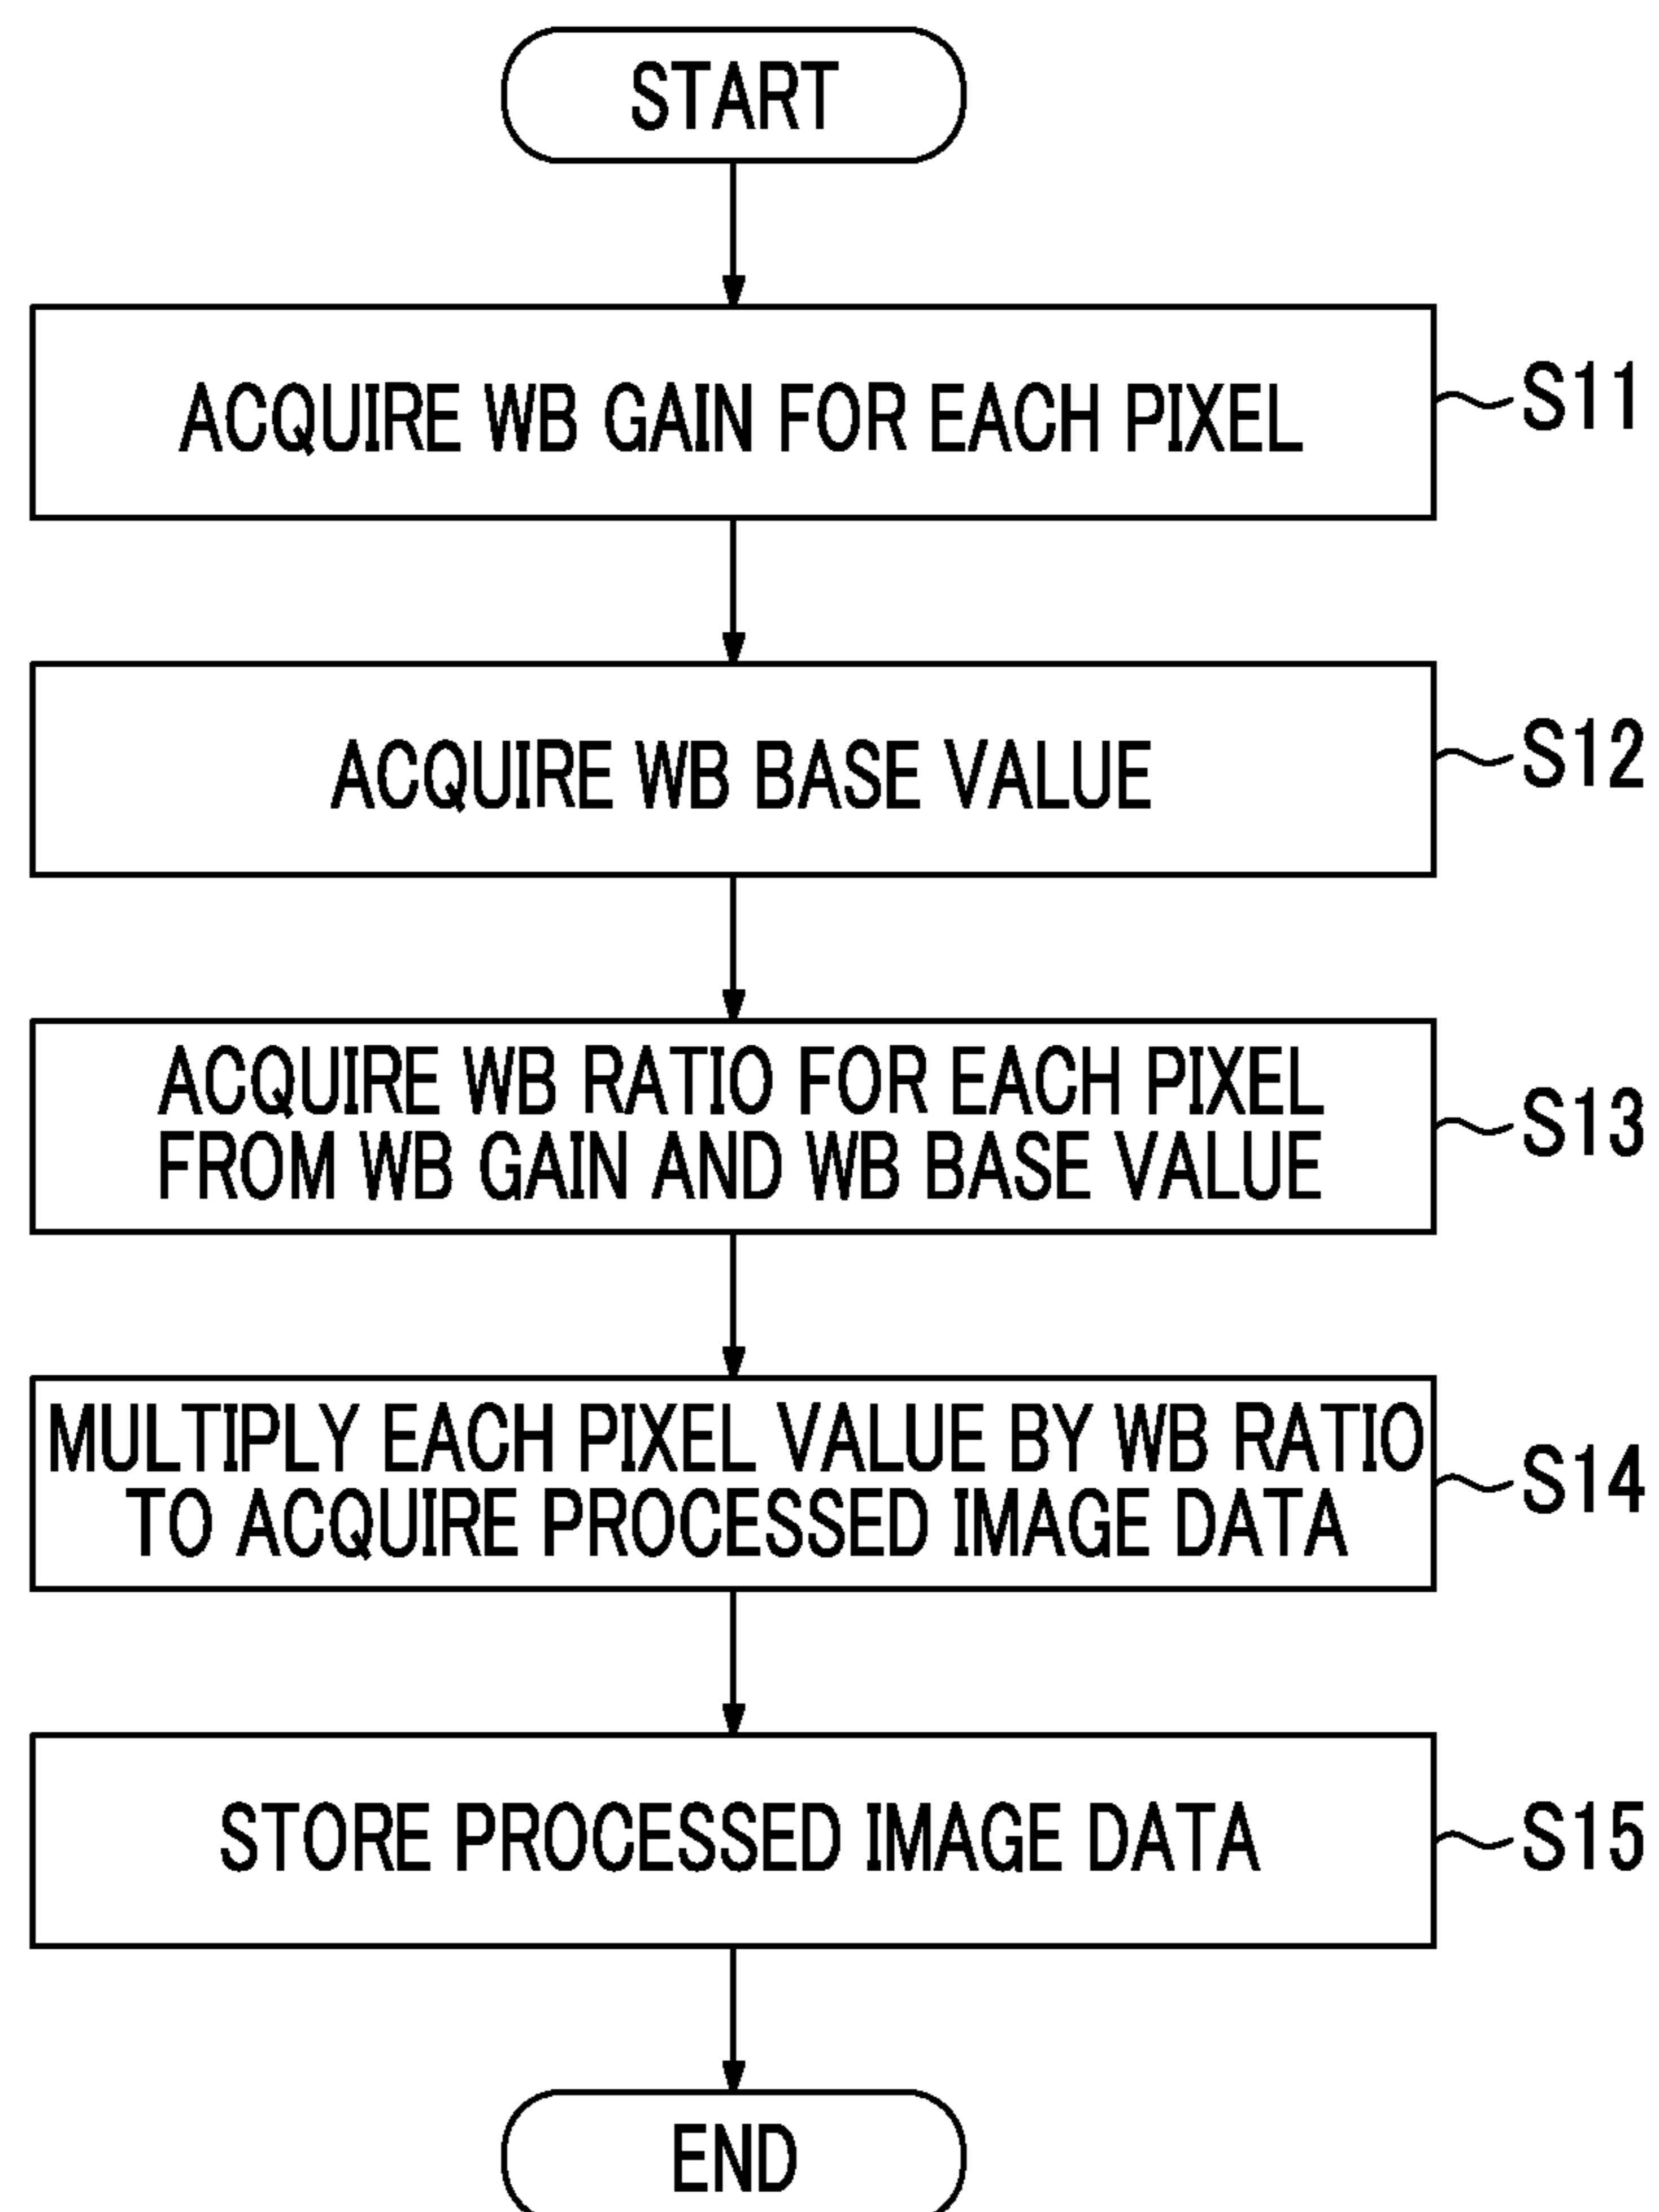 START
ACQUIRE WB GAIN FOR EACH PIXEL
S11
ACQUIRE WB BASE VALUE
S12
ACQUIRE WB RATIO FOR EACH PIXEL
FROM WB GAIN AND WB BASE VALUE
S13
MULTIPLY EACH PIXEL VALUE BY WB RATIO
TO ACQUIRE PROCESSED IMAGE DATA
S14
STORE PROCESSED IMAGE DATA
S15
END